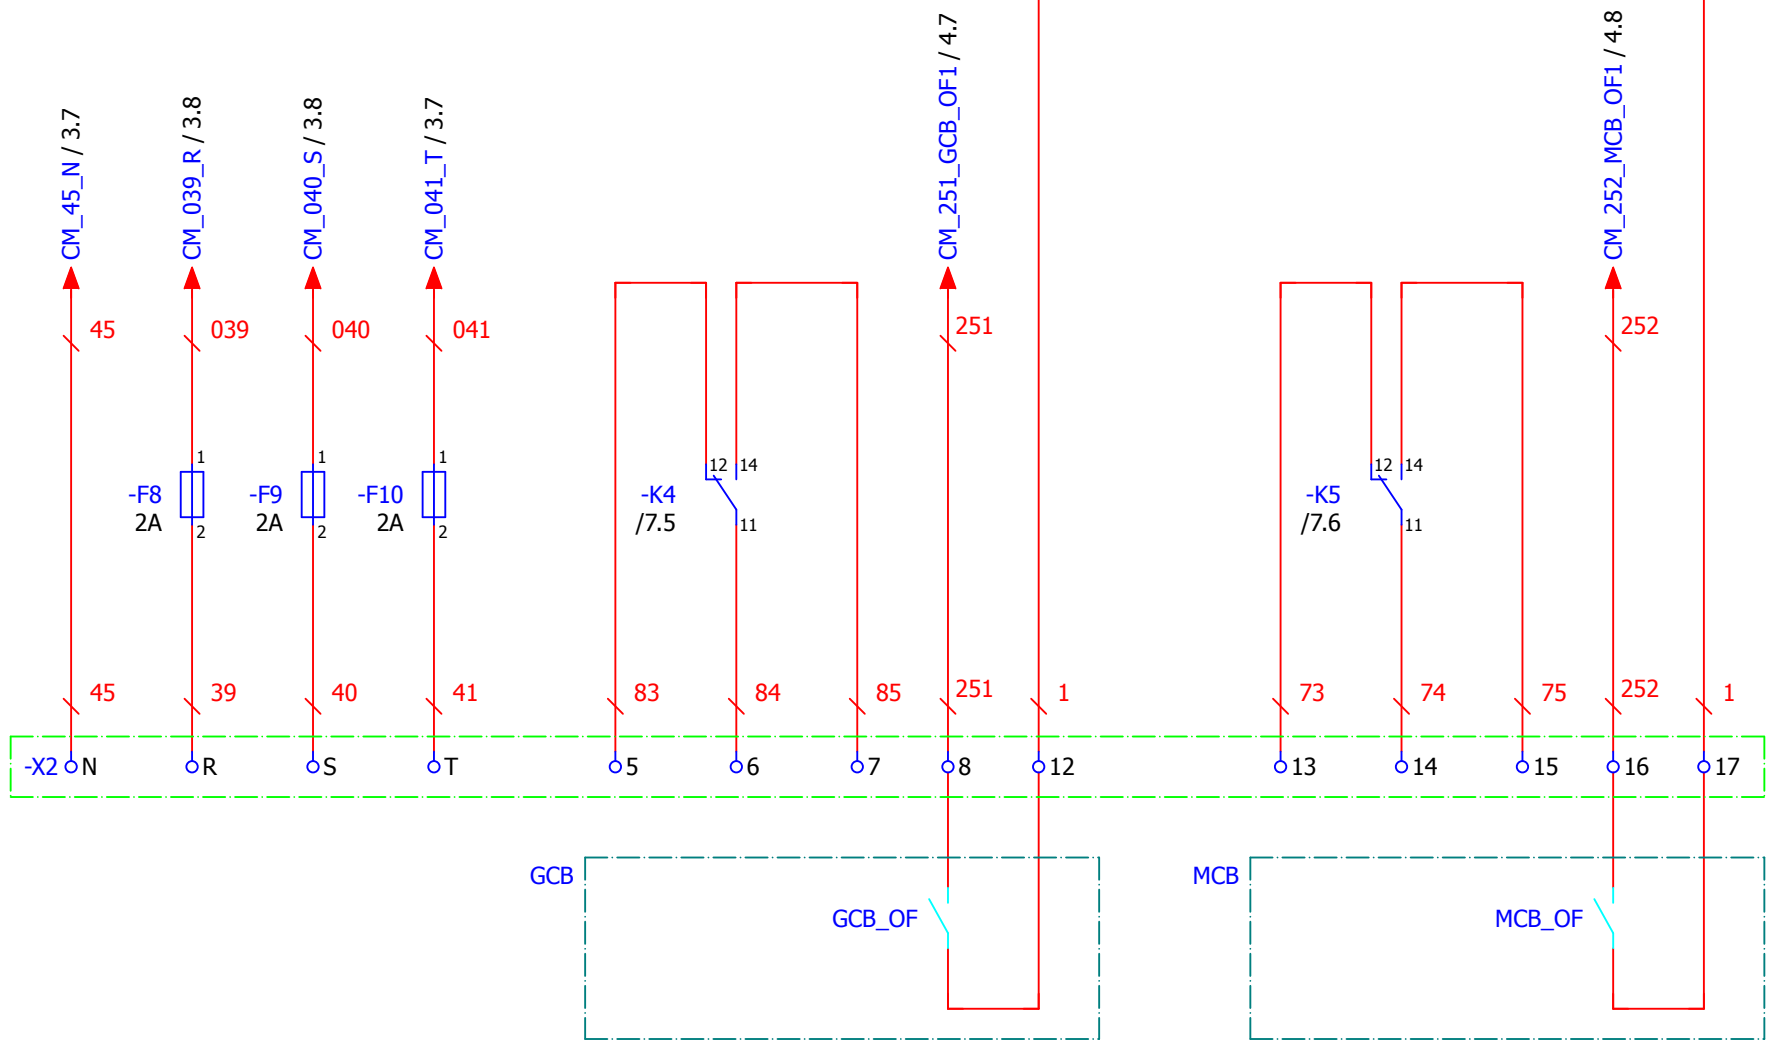 CM_45_N / 3.7
CM_039_R / 3.8
CM_040_S / 3.8
CM_041_T / 3.7
CM_251_GCB_OF1 / 4.7
CM_252_MCB_OF1 / 4.8
45
039
040
041
251
252
1
1
1
12
14
12
14
-F8
2A
-F9
2A
-F10
2A
-K4
/7.5
-K5
/7.6
2
2
2
11
11
45
39
40
41
83
84
85
251
1
73
74
75
252
1
-X2
N
R
S
T
5
6
7
8
12
13
14
15
16
17
GCB
MCB
GCB_OF
MCB_OF